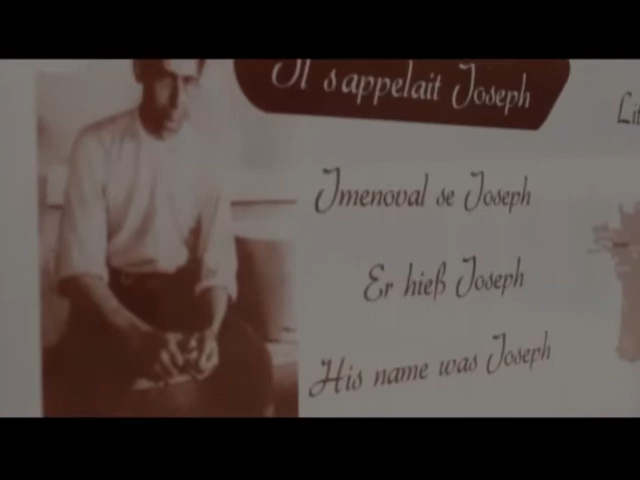 Il s'appelait Joseph
Jmenoval se Joseph
Er hieß Joseph
His name was Joseph